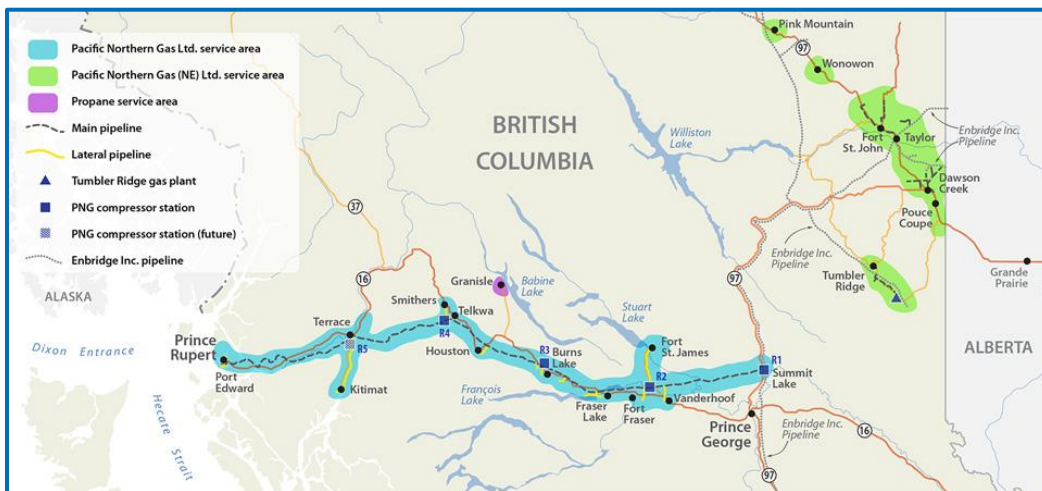 Pacific Northern Gas Ltd. service area
Pacific Northern Gas (NE) Ltd. service area
Propane service area
Main pipeline
Lateral pipeline
Tumbler Ridge gas plant
PNG compressor station
PNG compressor station (future)
Enbridge Inc. pipeline
BRITISH
COLUMBIA
Pink Mountain
97
Wonowon
Williston
Lake
Fort
St. John
Taylor
Enbridge Inc.
Pipeline
Dawson
Creek
Pouce
Coupe
Enbridge Inc.
Pipeline
Tumbler
Ridge
Grande
Prairie
ALBERTA
37
16
97
ALASKA
Granisle
Babine
Lake
Smithers
Telkwa
R4
Stuart
Lake
Terrace
R5
Prince
Rupert
Port
Edward
Kitimat
Dixon Entrance
Hecate Strait
Houston
R3
Burns
Lake
Fort
St. James
R2
R1
Summit
Lake
François
Lake
Fraser
Lake
Fort
Fraser
Vanderhoof
Prince
George
Enbridge Inc.
Pipeline
16
97